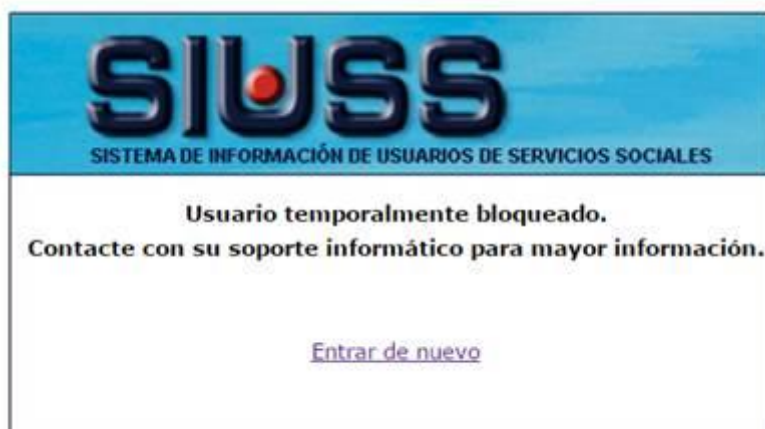 SIUSS
SISTEMA DE INFORMACIÓN DE USUARIOS DE SERVICIOS SOCIALES
Usuario temporalmente bloqueado.
Contacte con su soporte informático para mayor información.
Entrar de nuevo